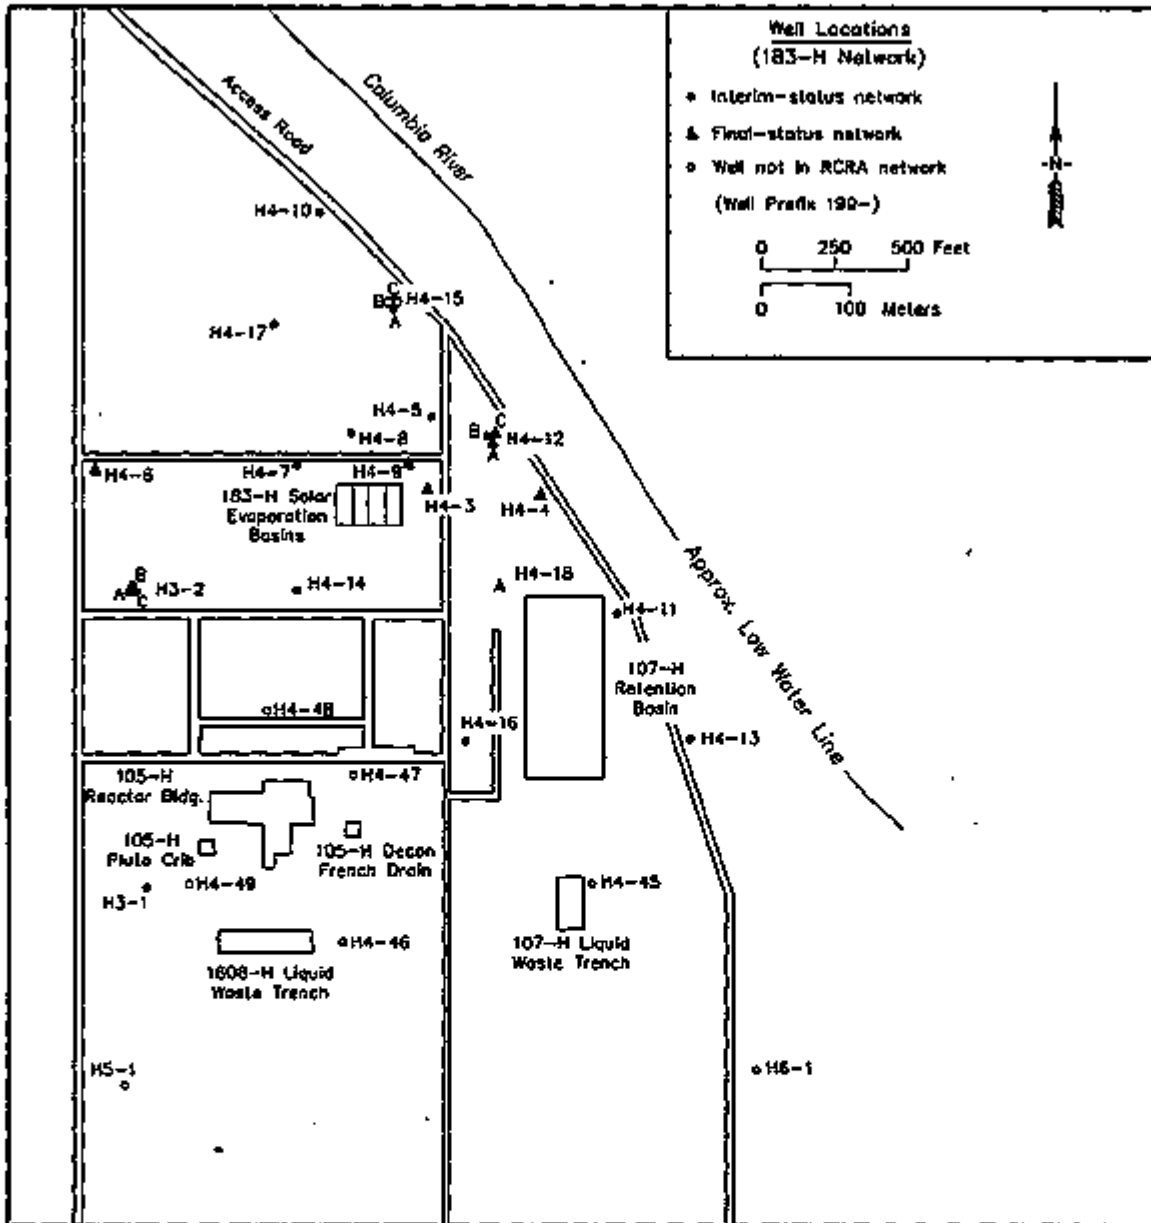 Well Locations
(183-H Network)
Interim-status network
Final-status network
Well not in RCRA network
(Well Prefix 199-)
-N-
0 250 500 Feet
0 100 Meters
Access Road
Columbia River
H4-10
C
B
H4-15
A
H4-17
H4-5
H4-8
C
B
H4-12
A
H4-6
H4-7
H4-9
183-H Solar
Evaporation
Basins
H4-3
H4-4
B
A
H3-2
C
H4-14
H4-18
H4-11
Approx. Low Water Line
107-H
Retention
Basin
H4-48
H4-16
H4-13
105-H
Reactor Bldg.
H4-47
105-H
Pluto Crib
105-H Decon
French Drain
H4-49
H3-1
H4-45
H4-46
107-H Liquid
Waste Trench
1608-H Liquid
Waste Trench
H5-1
H6-1